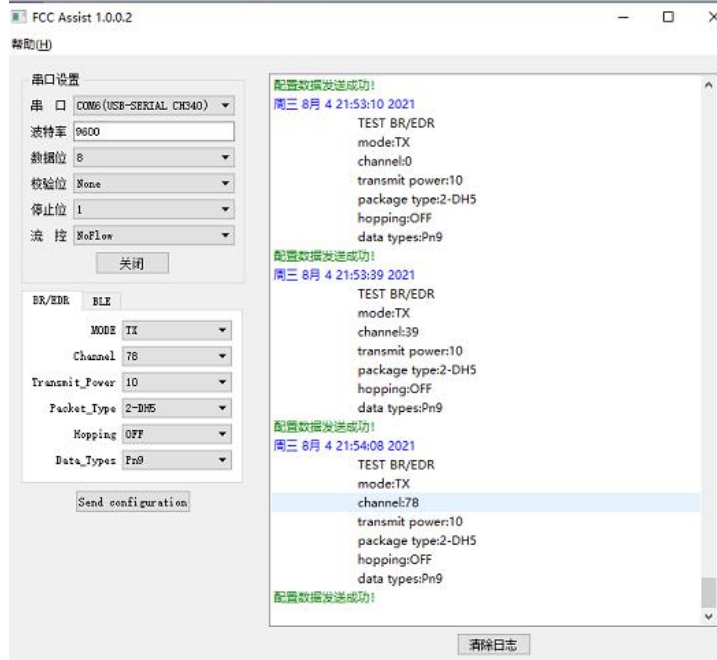 FCC Assist 1.0.0.2
帮助(H)
串口设置
串 口 COM6(USB-SERIAL CH340)
波特率 9600
数据位 8
校验位 None
停止位 1
流 控 NoFlow
关闭
BR/EDR BLE
MODE TX
Channel 78
Transmit_Power 10
Packet_Type 2-DH5
Hopping OFF
Data_Types Pn9
Send configuration
配置数据发送成功!
周三 8月 4 21:53:10 2021
TEST BR/EDR
mode:TX
channel:0
transmit power:10
package type:2-DH5
hopping:OFF
data types:Pn9
配置数据发送成功!
周三 8月 4 21:53:39 2021
TEST BR/EDR
mode:TX
channel:39
transmit power:10
package type:2-DH5
hopping:OFF
data types:Pn9
配置数据发送成功!
周三 8月 4 21:54:08 2021
TEST BR/EDR
mode:TX
channel:78
transmit power:10
package type:2-DH5
hopping:OFF
data types:Pn9
配置数据发送成功!
清除日志